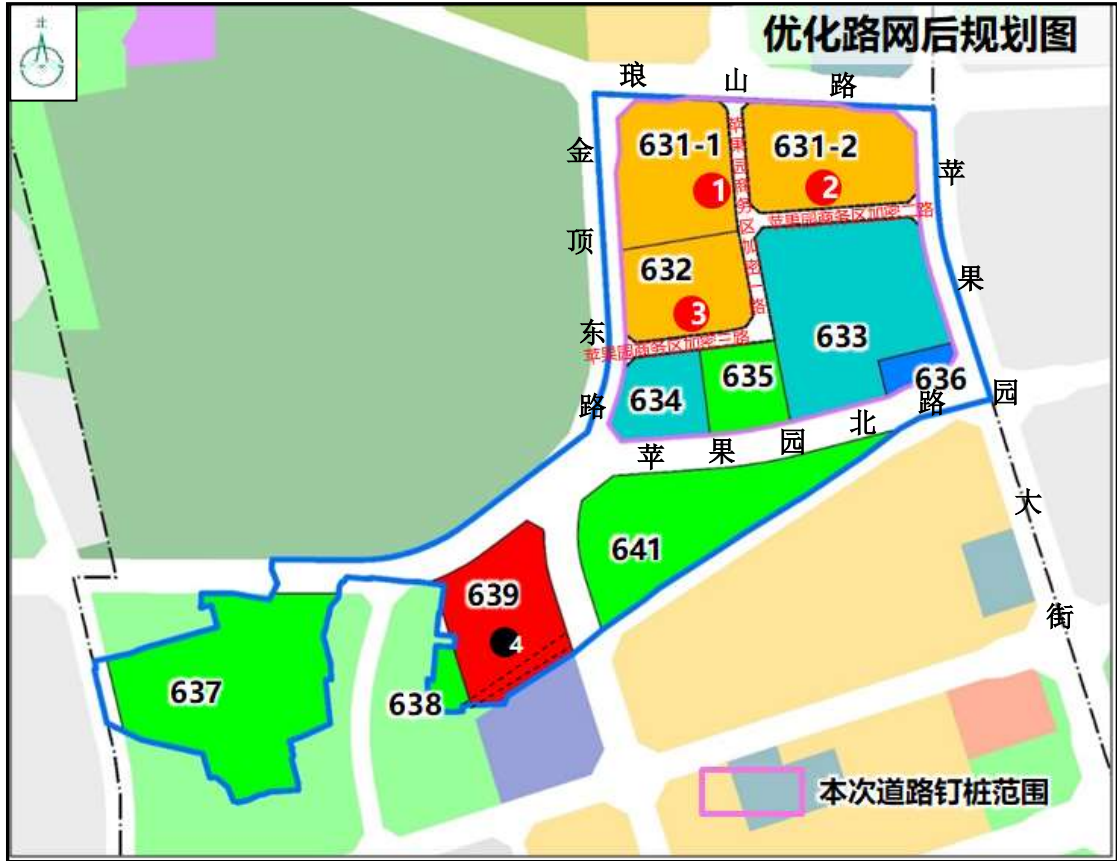 优化路网后规划图
北
琅山路
金顶东路
苹果园大街
631-1
631-2
1
2
苹果园商务区加密一路
苹果园商务区加密二路
632
3
苹果园商务区加密三路
633
634
635
636
苹果园北路
641
639
4
637
638
本次道路钉桩范围